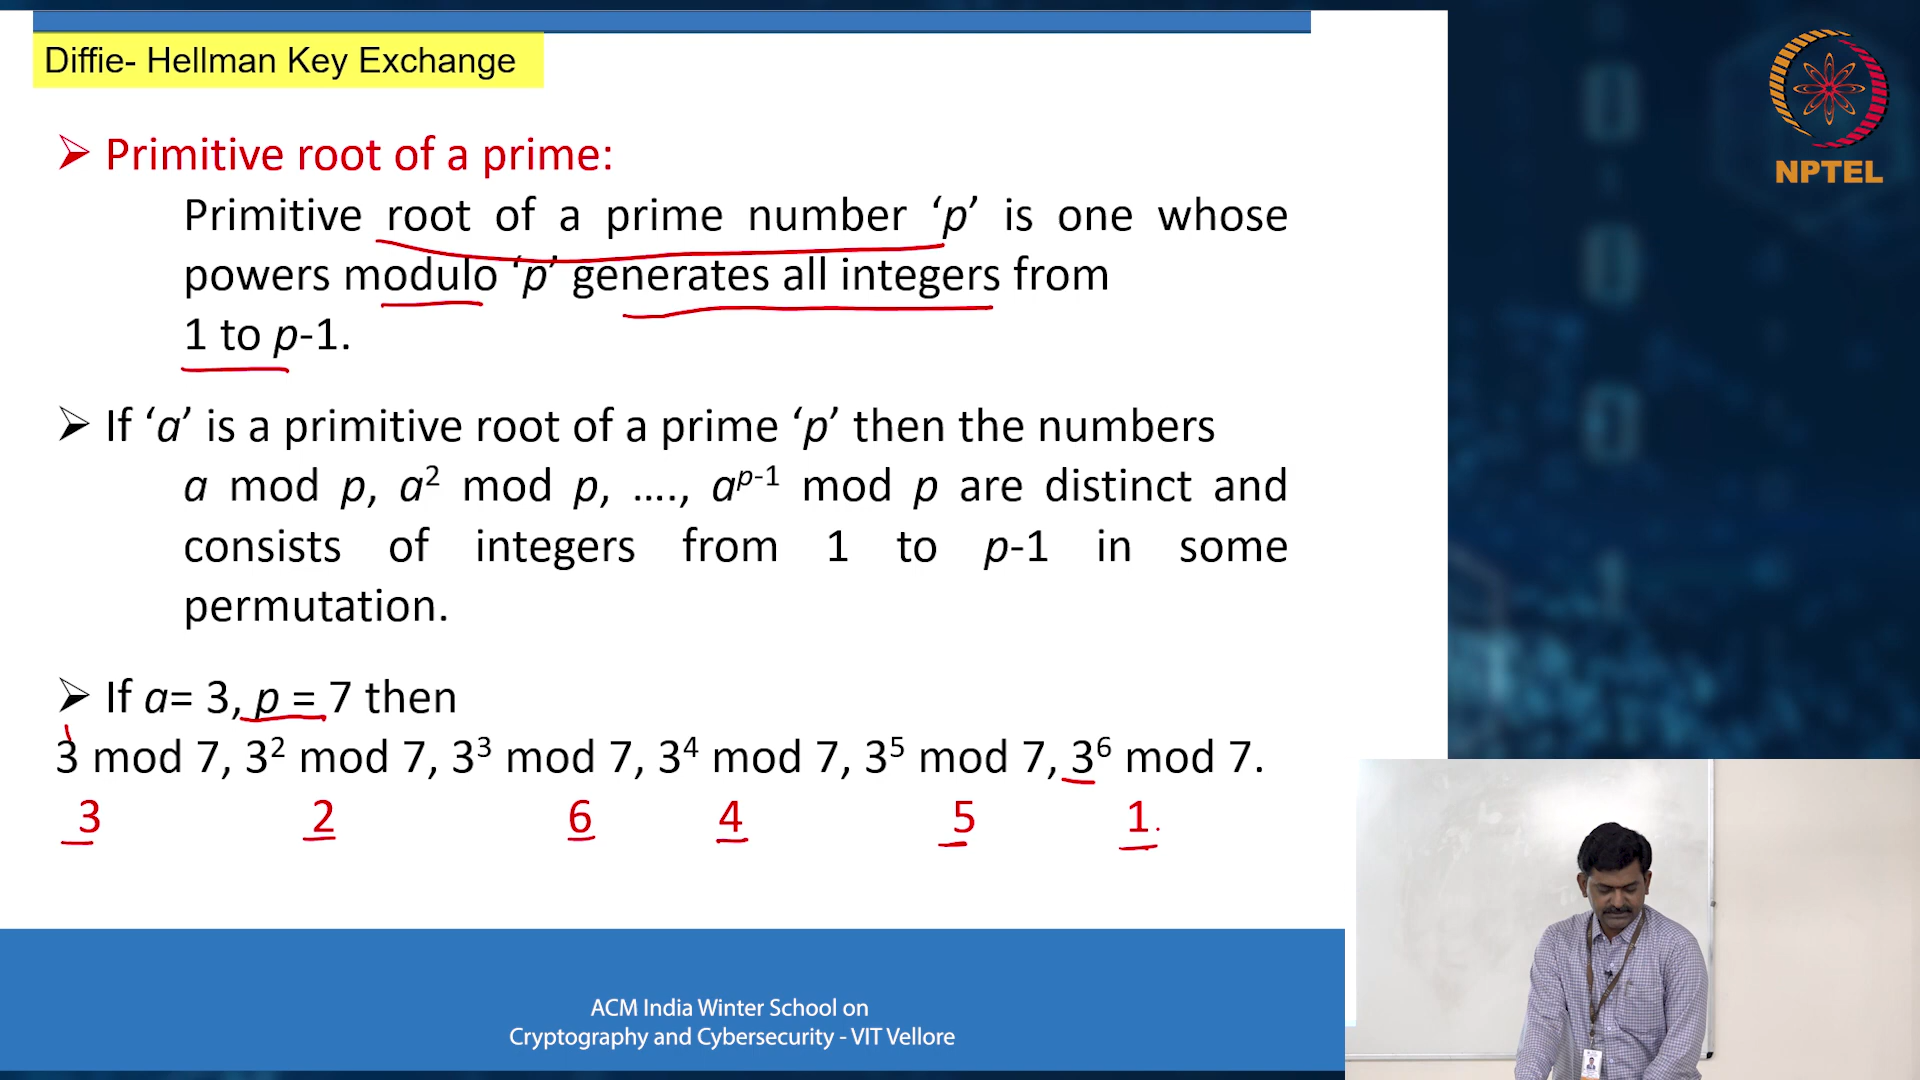 Diffie- Hellman Key Exchange
NPTEL
➢ Primitive root of a prime:
Primitive root of a prime number ‘p’ is one whose
powers modulo ‘p’ generates all integers from
1 to p-1.
➢ If ‘a’ is a primitive root of a prime ‘p’ then the numbers
a mod p, a² mod p, ...., aᵖ⁻¹ mod p are distinct and
consists of integers from 1 to p-1 in some
permutation.
➢ If a= 3, p = 7 then
3 mod 7, 3² mod 7, 3³ mod 7, 3⁴ mod 7, 3⁵ mod 7, 3⁶ mod 7.
3 2 6 4 5 1
ACM India Winter School on
Cryptography and Cybersecurity - VIT Vellore